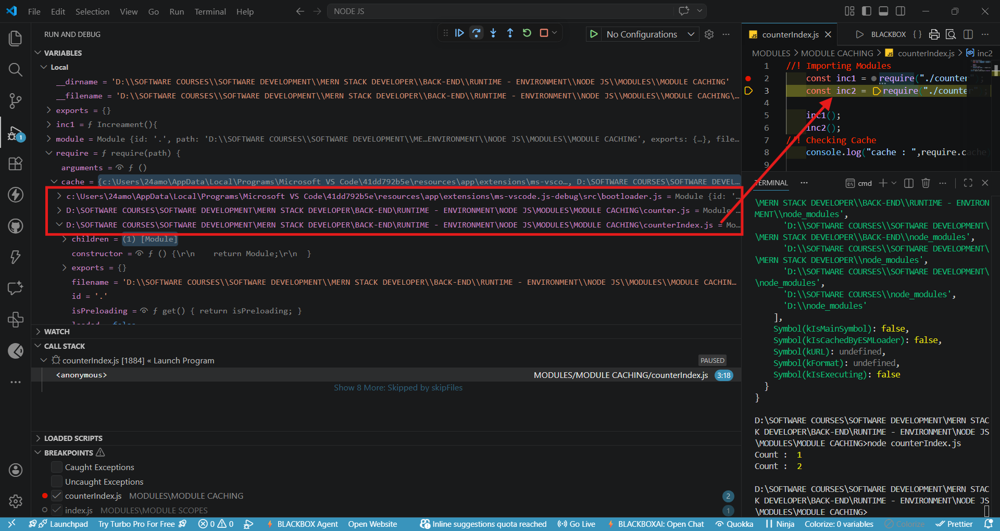 File Edit Selection View Go Run Terminal Help
NODE JS
RUN AND DEBUG
No Configurations
VARIABLES
Local
__dirname = 'D:\\SOFTWARE COURSES\\SOFTWARE DEVELOPMENT\\MERN STACK DEVELOPER\\BACK-END\\RUNTIME - ENVIRONMENT\\NODE JS\\MODULES\\MODULE CACHING'
__filename = 'D:\\SOFTWARE COURSES\\SOFTWARE DEVELOPMENT\\MERN STACK DEVELOPER\\BACK-END\\RUNTIME - ENVIRONMENT\\NODE JS\\MODULES\\MODULE CACHING\…
exports = {}
inc1 = ƒ Increament(){
module = Module {id: '.', path: 'D:\\SOFTWARE COURSES\\SOFTWARE DEVELOPMENT\\ME…ENVIRONMENT\\NODE JS\\MODULES\\MODULE CACHING', exports: {…}, file…
require = ƒ require(path) {
arguments = ƒ ()
cache = {c:\Users\24amo\AppData\Local\Programs\Microsoft VS Code\41dd792b5e\resources\app\extensions\ms-vsco…, D:\SOFTWARE COURSES\SOFTWARE DEVEL…
c:\Users\24amo\AppData\Local\Programs\Microsoft VS Code\41dd792b5e\resources\app\extensions\ms-vscode.js-debug\src\bootloader.js = Module {id: '…
D:\SOFTWARE COURSES\SOFTWARE DEVELOPMENT\MERN STACK DEVELOPER\BACK-END\RUNTIME - ENVIRONMENT\NODE JS\MODULES\MODULE CACHING\counter.js = Module …
D:\SOFTWARE COURSES\SOFTWARE DEVELOPMENT\MERN STACK DEVELOPER\BACK-END\RUNTIME - ENVIRONMENT\NODE JS\MODULES\MODULE CACHING\counterIndex.js = Mo…
children = (1) [Module]
constructor = ƒ () {\r\n    return Module;\r\n  }
exports = {}
filename = 'D:\\SOFTWARE COURSES\\SOFTWARE DEVELOPMENT\\MERN STACK DEVELOPER\\BACK-END\\RUNTIME - ENVIRONMENT\\NODE JS\\MODULES\\MODULE CACHIN…
id = '.'
isPreloading = ƒ get() { return isPreloading; }
loaded = false
WATCH
CALL STACK
counterIndex.js [1884] « Launch Program PAUSED
<anonymous> MODULES/MODULE CACHING/counterIndex.js 3:18
Show 8 More: Skipped by skipFiles
LOADED SCRIPTS
BREAKPOINTS
Caught Exceptions
Uncaught Exceptions
counterIndex.js MODULES\MODULE CACHING 2
index.js MODULES\MODULE SCOPES 1
1
counterIndex.js
BLACKBOX
MODULES > MODULE CACHING > counterIndex.js > inc2
1 //! Importing Modules
2 const inc1 = require("./counter");
3 const inc2 = require("./counter"
4
5 inc1();
6 inc2();
7 //! Checking Cache
8 console.log("cache : ",require.cache
9
TERMINAL
cmd
\MERN STACK DEVELOPER\\BACK-END\\RUNTIME - ENVIRON
MENT\\node_modules',
'D:\\SOFTWARE COURSES\\SOFTWARE DEVELOPMENT\
\MERN STACK DEVELOPER\\BACK-END\\node_modules',
'D:\\SOFTWARE COURSES\\SOFTWARE DEVELOPMENT\
\MERN STACK DEVELOPER\\node_modules',
'D:\\SOFTWARE COURSES\\SOFTWARE DEVELOPMENT\
\node_modules',
'D:\\SOFTWARE COURSES\\node_modules',
'D:\\node_modules'
],
Symbol(kIsMainSymbol): false,
Symbol(kIsCachedByESMLoader): false,
Symbol(kURL): undefined,
Symbol(kFormat): undefined,
Symbol(kIsExecuting): false
}
}
D:\SOFTWARE COURSES\SOFTWARE DEVELOPMENT\MERN STAC
K DEVELOPER\BACK-END\RUNTIME - ENVIRONMENT\NODE JS
\MODULES\MODULE CACHING>node counterIndex.js
Count :  1
Count :  2
D:\SOFTWARE COURSES\SOFTWARE DEVELOPMENT\MERN STAC
K DEVELOPER\BACK-END\RUNTIME - ENVIRONMENT\NODE JS
\MODULES\MODULE CACHING>
Launchpad Try Turbo Pro For Free 0 0 BLACKBOX Agent Open Website Inline suggestions quota reached Go Live BLACKBOXAI: Open Chat Quokka Ninja Colorize: 0 variables Colorize Prettier